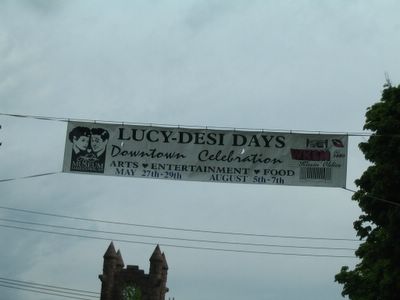 LUCY-DESI DAYS
Downtown Celebration
ARTS ♥ ENTERTAINMENT ♥ FOOD
MAY 27th-29th AUGUST 5th-7th